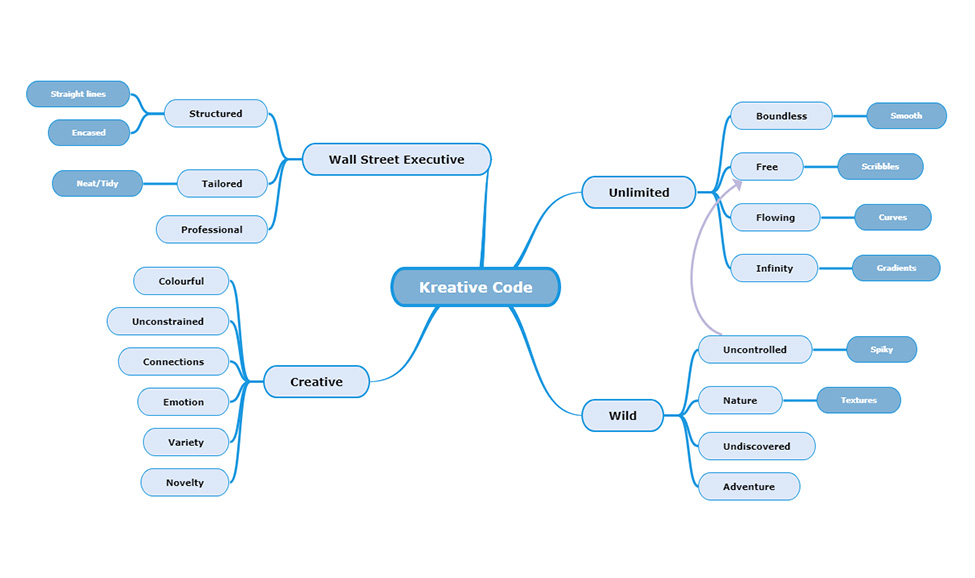 Kreative Code
Wall Street Executive
Structured
Straight lines
Encased
Tailored
Neat/Tidy
Professional
Creative
Colourful
Unconstrained
Connections
Emotion
Variety
Novelty
Unlimited
Boundless
Smooth
Free
Scribbles
Flowing
Curves
Infinity
Gradients
Wild
Uncontrolled
Spiky
Nature
Textures
Undiscovered
Adventure